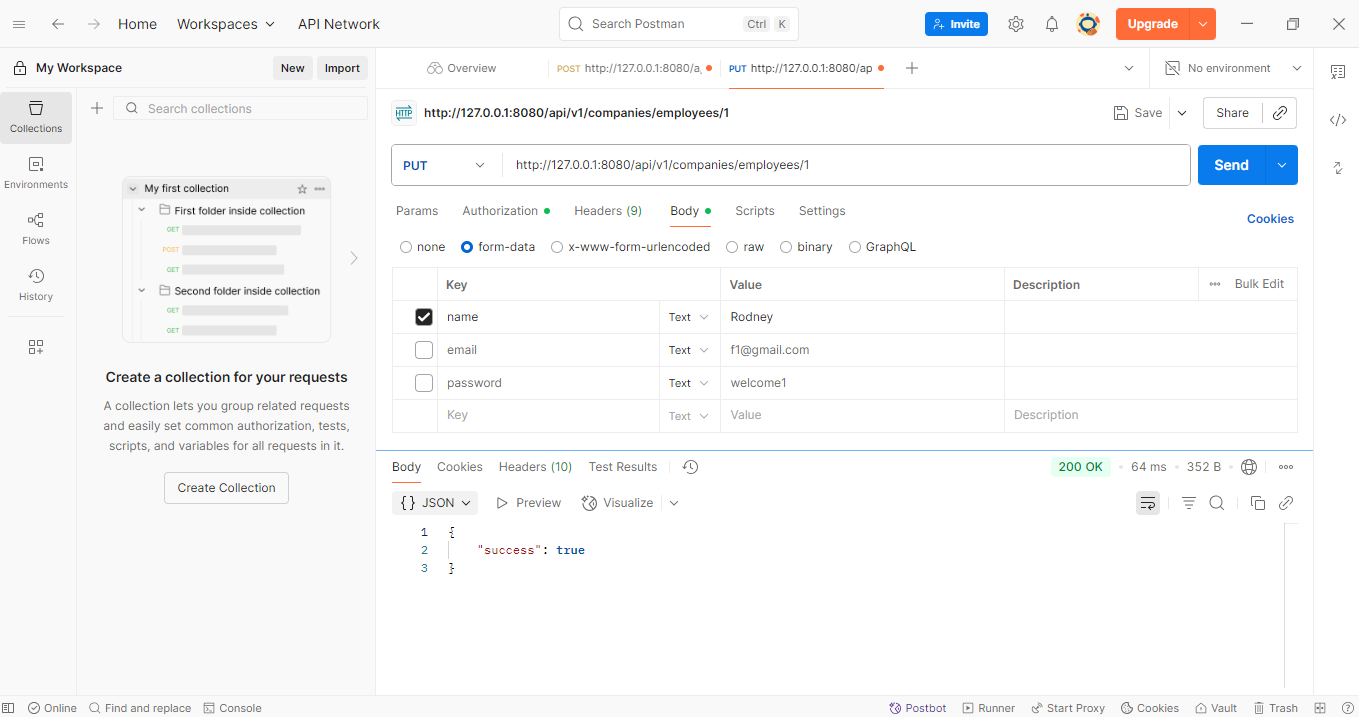 Home Workspaces API Network Search Postman Ctrl K Invite Upgrade
My Workspace New Import
Overview POST http://127.0.0.1:8080/a, PUT http://127.0.0.1:8080/ap No environment
Collections
Environments
Flows
History
Search collections
My first collection
First folder inside collection
GET
POST
GET
Second folder inside collection
GET
GET
Create a collection for your requests
A collection lets you group related requests
and easily set common authorization, tests,
scripts, and variables for all requests in it.
Create Collection
HTTP http://127.0.0.1:8080/api/v1/companies/employees/1 Save Share
PUT http://127.0.0.1:8080/api/v1/companies/employees/1 Send
Params Authorization Headers (9) Body Scripts Settings Cookies
none form-data x-www-form-urlencoded raw binary GraphQL
Key Value Description Bulk Edit
name Text Rodney
email Text f1@gmail.com
password Text welcome1
Key Text Value Description
Body Cookies Headers (10) Test Results 200 OK 64 ms 352 B
{} JSON Preview Visualize
1 {
2 "success": true
3 }
Online Find and replace Console Postbot Runner Start Proxy Cookies Vault Trash